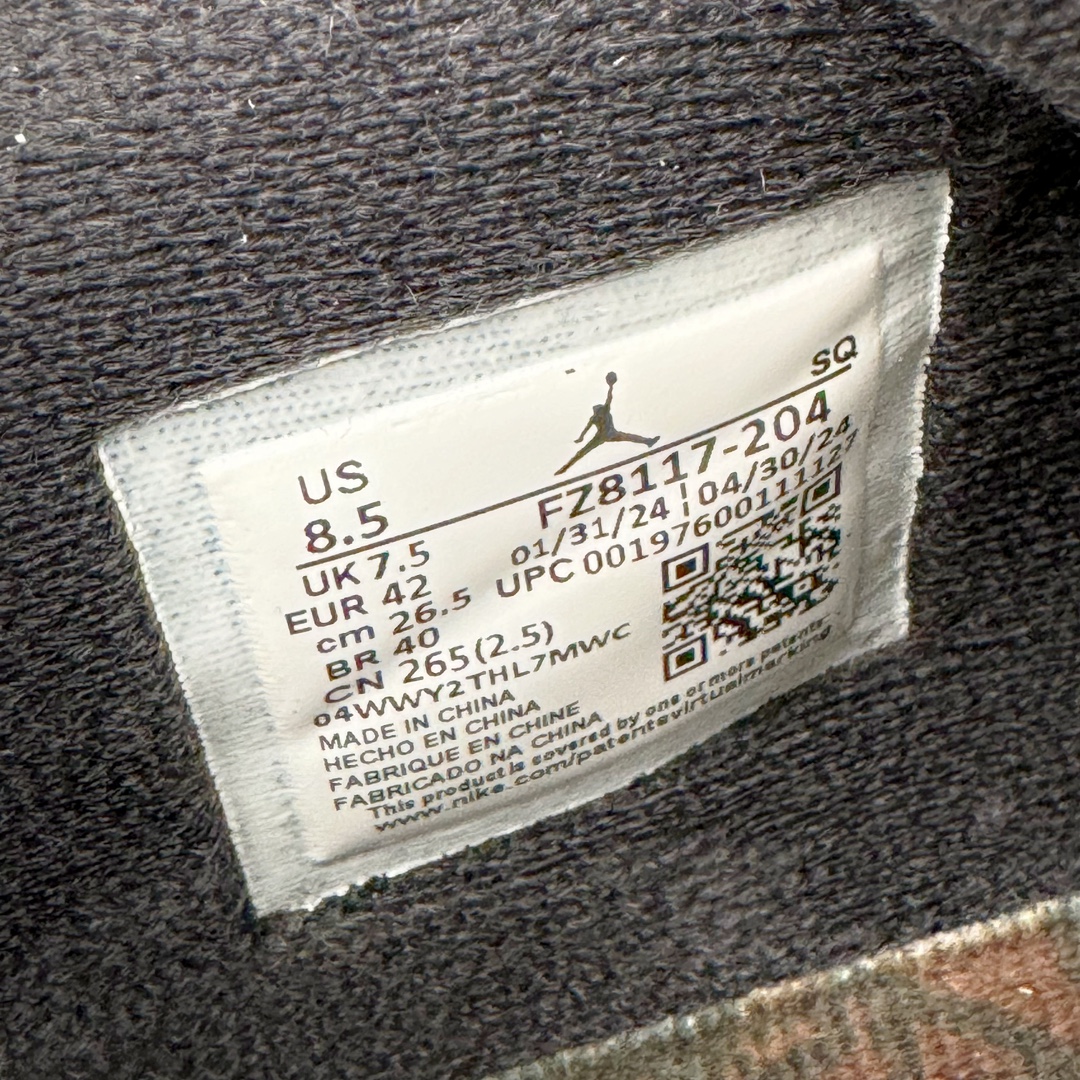 SQ
US
8.5
FZ8117-204
UK 7.5
01/31/24 | 04/30/24
EUR 42
UPC 00197600111127
cm 26.5
BR 40
CN 265(2.5)
04WWY2THL7MWC
MADE IN CHINA
HECHO EN CHINA
FABRIQUE EN CHINE
FABRICADO NA CHINA
This product is covered by one or more patents
www.nike.com/patentsvirtualmarking